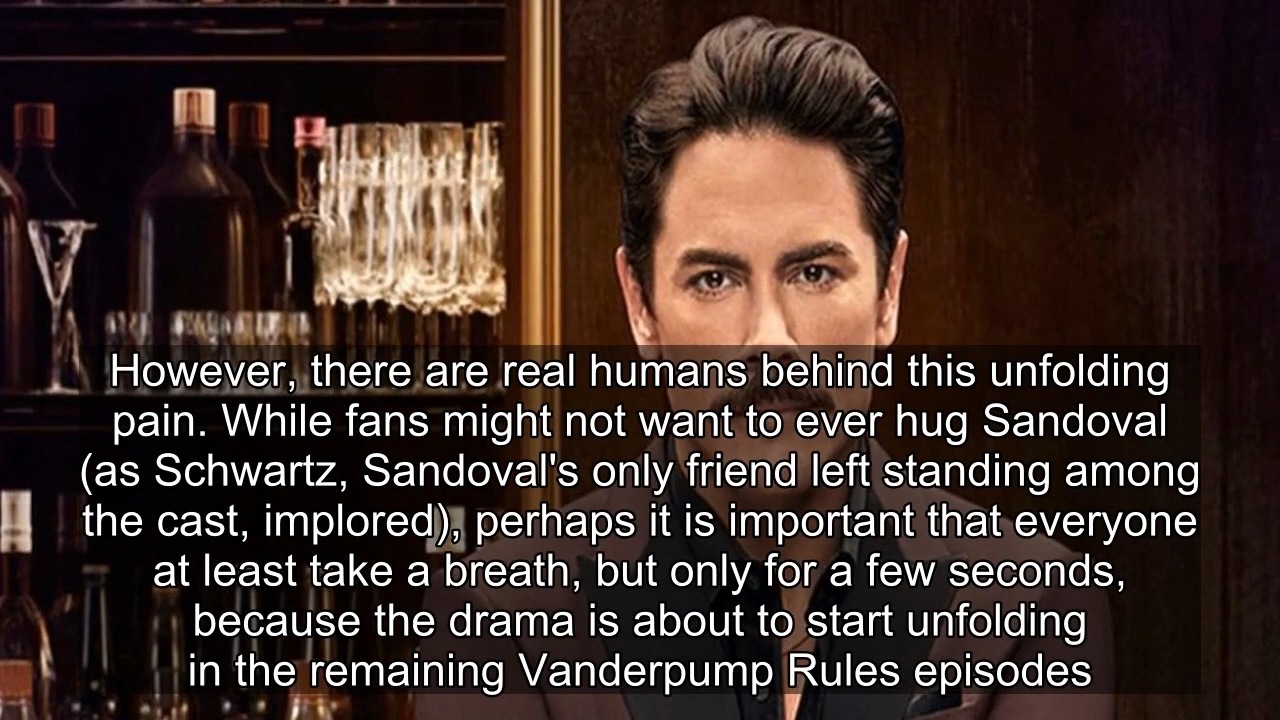 However, there are real humans behind this unfolding
pain. While fans might not want to ever hug Sandoval
(as Schwartz, Sandoval's only friend left standing among
the cast, implored), perhaps it is important that everyone
at least take a breath, but only for a few seconds,
because the drama is about to start unfolding
in the remaining Vanderpump Rules episodes